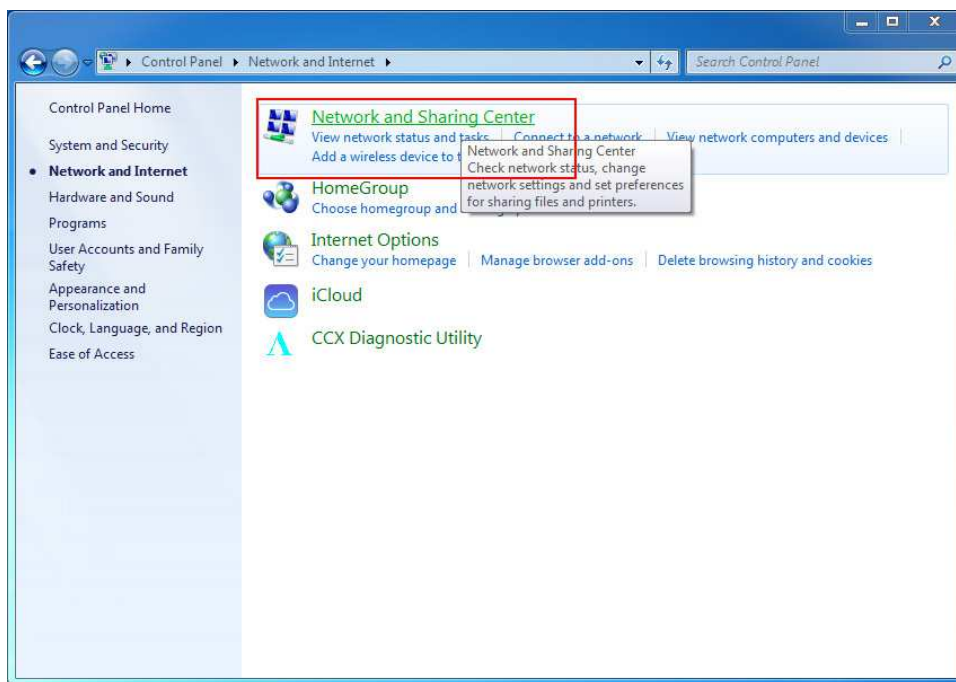 Control Panel ▸ Network and Internet ▸
Search Control Panel
Control Panel Home
System and Security
Network and Internet
Hardware and Sound
Programs
User Accounts and Family
Safety
Appearance and
Personalization
Clock, Language, and Region
Ease of Access
Network and Sharing Center
View network status and tasks | Connect to a network | View network computers and devices
Add a wireless device to
Network and Sharing Center
Check network status, change
network settings and set preferences
for sharing files and printers.
HomeGroup
Choose homegroup and
Internet Options
Change your homepage | Manage browser add-ons | Delete browsing history and cookies
iCloud
CCX Diagnostic Utility